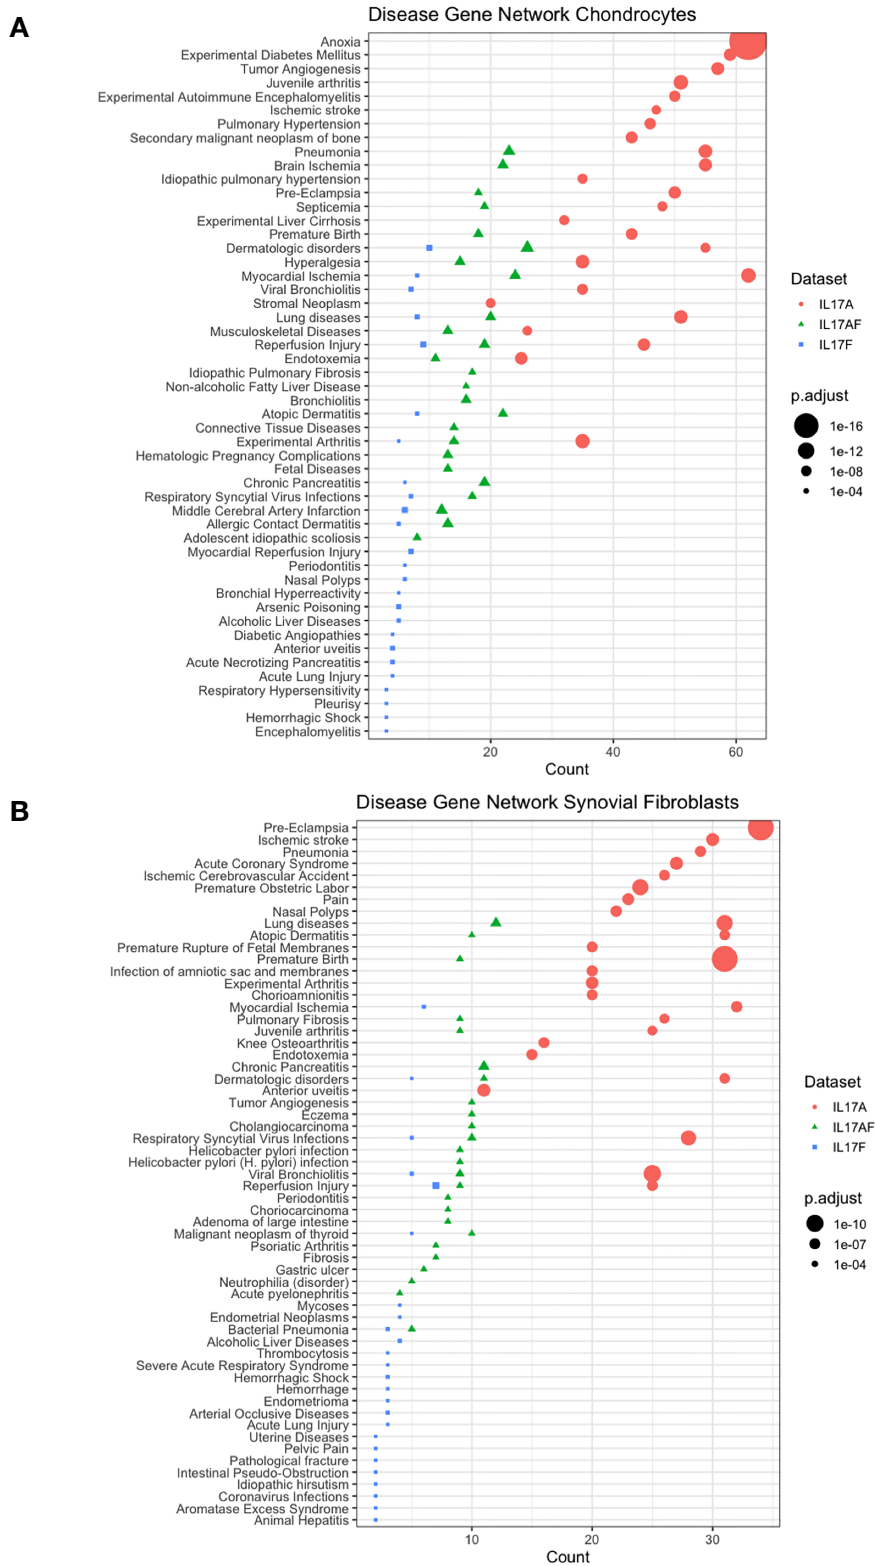 A
Disease Gene Network Chondrocytes
Anoxia
Experimental Diabetes Mellitus
Tumor Angiogenesis
Juvenile arthritis
Experimental Autoimmune Encephalomyelitis
Ischemic stroke
Pulmonary Hypertension
Secondary malignant neoplasm of bone
Pneumonia
Brain Ischemia
Idiopathic pulmonary hypertension
Pre-Eclampsia
Septicemia
Experimental Liver Cirrhosis
Premature Birth
Dermatologic disorders
Hyperalgesia
Myocardial Ischemia
Viral Bronchiolitis
Stromal Neoplasm
Lung diseases
Musculoskeletal Diseases
Reperfusion Injury
Endotoxemia
Idiopathic Pulmonary Fibrosis
Non-alcoholic Fatty Liver Disease
Bronchiolitis
Atopic Dermatitis
Connective Tissue Diseases
Experimental Arthritis
Hematologic Pregnancy Complications
Fetal Diseases
Chronic Pancreatitis
Respiratory Syncytial Virus Infections
Middle Cerebral Artery Infarction
Allergic Contact Dermatitis
Adolescent idiopathic scoliosis
Myocardial Reperfusion Injury
Periodontitis
Nasal Polyps
Bronchial Hyperreactivity
Arsenic Poisoning
Alcoholic Liver Diseases
Diabetic Angiopathies
Anterior uveitis
Acute Necrotizing Pancreatitis
Acute Lung Injury
Respiratory Hypersensitivity
Pleurisy
Hemorrhagic Shock
Encephalomyelitis
20 40 60
Count
Dataset
IL17A
IL17AF
IL17F
p.adjust
1e-16
1e-12
1e-08
1e-04
B
Disease Gene Network Synovial Fibroblasts
Pre-Eclampsia
Ischemic stroke
Pneumonia
Acute Coronary Syndrome
Ischemic Cerebrovascular Accident
Premature Obstetric Labor
Pain
Nasal Polyps
Lung diseases
Atopic Dermatitis
Premature Rupture of Fetal Membranes
Premature Birth
Infection of amniotic sac and membranes
Experimental Arthritis
Chorioamnionitis
Myocardial Ischemia
Pulmonary Fibrosis
Juvenile arthritis
Knee Osteoarthritis
Endotoxemia
Chronic Pancreatitis
Dermatologic disorders
Anterior uveitis
Tumor Angiogenesis
Eczema
Cholangiocarcinoma
Respiratory Syncytial Virus Infections
Helicobacter pylori infection
Helicobacter pylori (H. pylori) infection
Viral Bronchiolitis
Reperfusion Injury
Periodontitis
Choriocarcinoma
Adenoma of large intestine
Malignant neoplasm of thyroid
Psoriatic Arthritis
Fibrosis
Gastric ulcer
Neutrophilia (disorder)
Acute pyelonephritis
Mycoses
Endometrial Neoplasms
Bacterial Pneumonia
Alcoholic Liver Diseases
Thrombocytosis
Severe Acute Respiratory Syndrome
Hemorrhagic Shock
Hemorrhage
Endometrioma
Arterial Occlusive Diseases
Acute Lung Injury
Uterine Diseases
Pelvic Pain
Pathological fracture
Intestinal Pseudo-Obstruction
Idiopathic hirsutism
Coronavirus Infections
Aromatase Excess Syndrome
Animal Hepatitis
10 20 30
Count
Dataset
IL17A
IL17AF
IL17F
p.adjust
1e-10
1e-07
1e-04